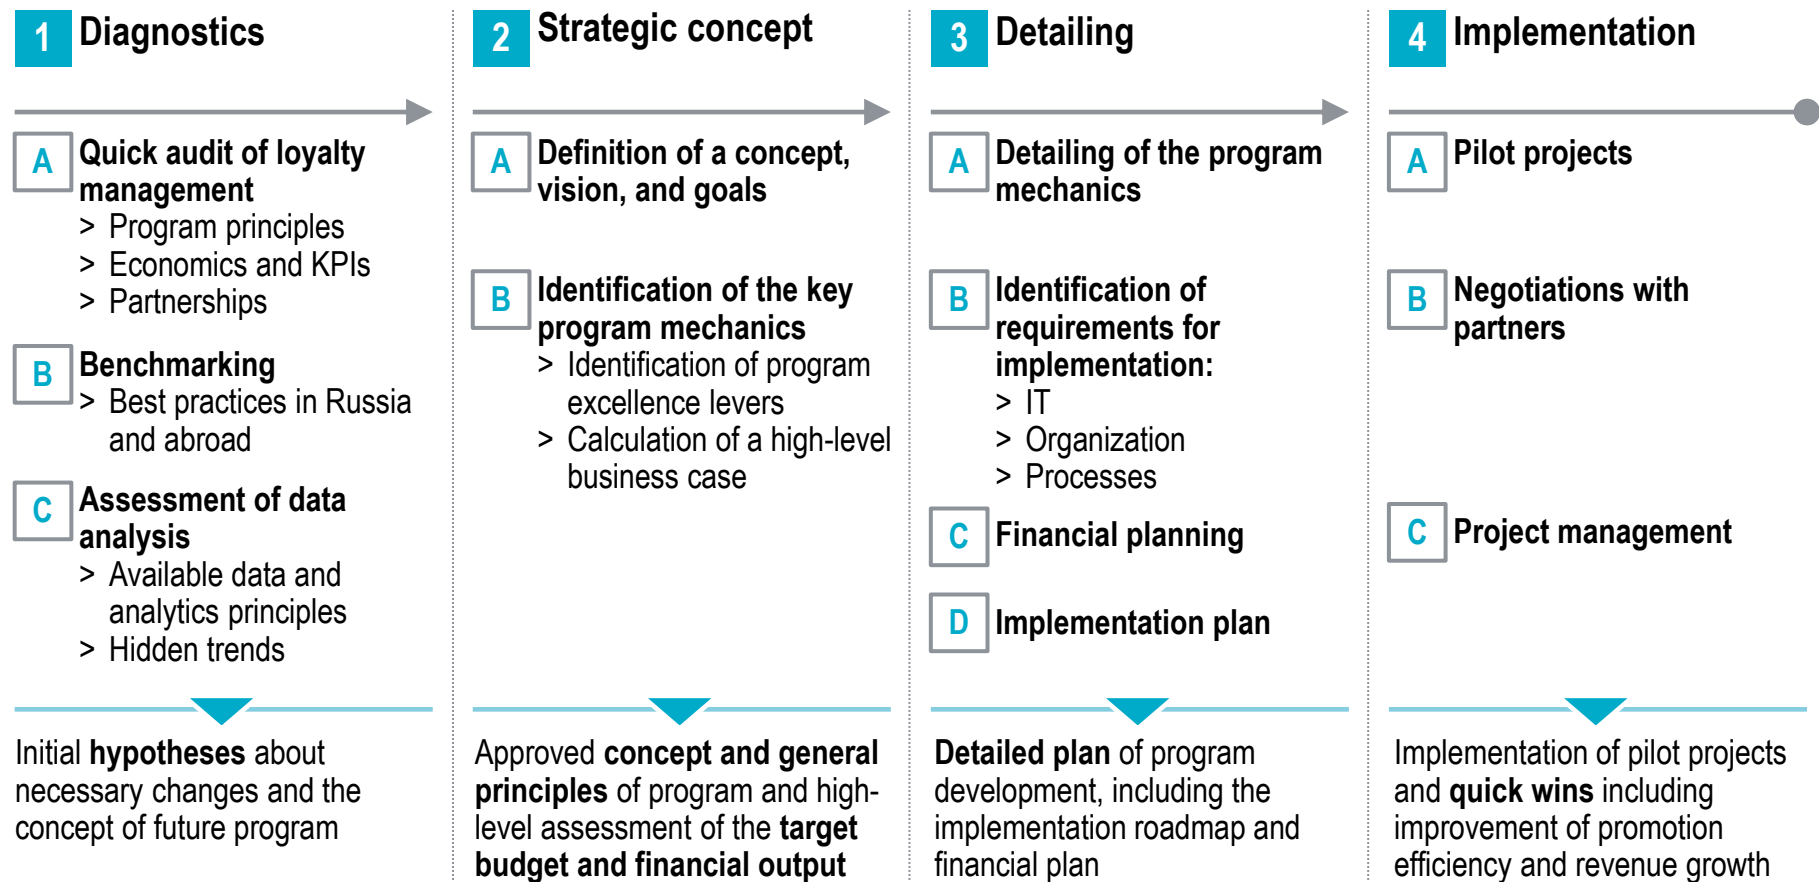 1 Diagnostics
A Quick audit of loyalty
management
> Program principles
> Economics and KPIs
> Partnerships
B Benchmarking
> Best practices in Russia
and abroad
C Assessment of data
analysis
> Available data and
analytics principles
> Hidden trends
Initial hypotheses about
necessary changes and the
concept of future program
2 Strategic concept
A Definition of a concept,
vision, and goals
B Identification of the key
program mechanics
> Identification of program
excellence levers
> Calculation of a high-level
business case
Approved concept and general
principles of program and high-
level assessment of the target
budget and financial output
3 Detailing
A Detailing of the program
mechanics
B Identification of
requirements for
implementation:
> IT
> Organization
> Processes
C Financial planning
D Implementation plan
Detailed plan of program
development, including the
implementation roadmap and
financial plan
4 Implementation
A Pilot projects
B Negotiations with
partners
C Project management
Implementation of pilot projects
and quick wins including
improvement of promotion
efficiency and revenue growth